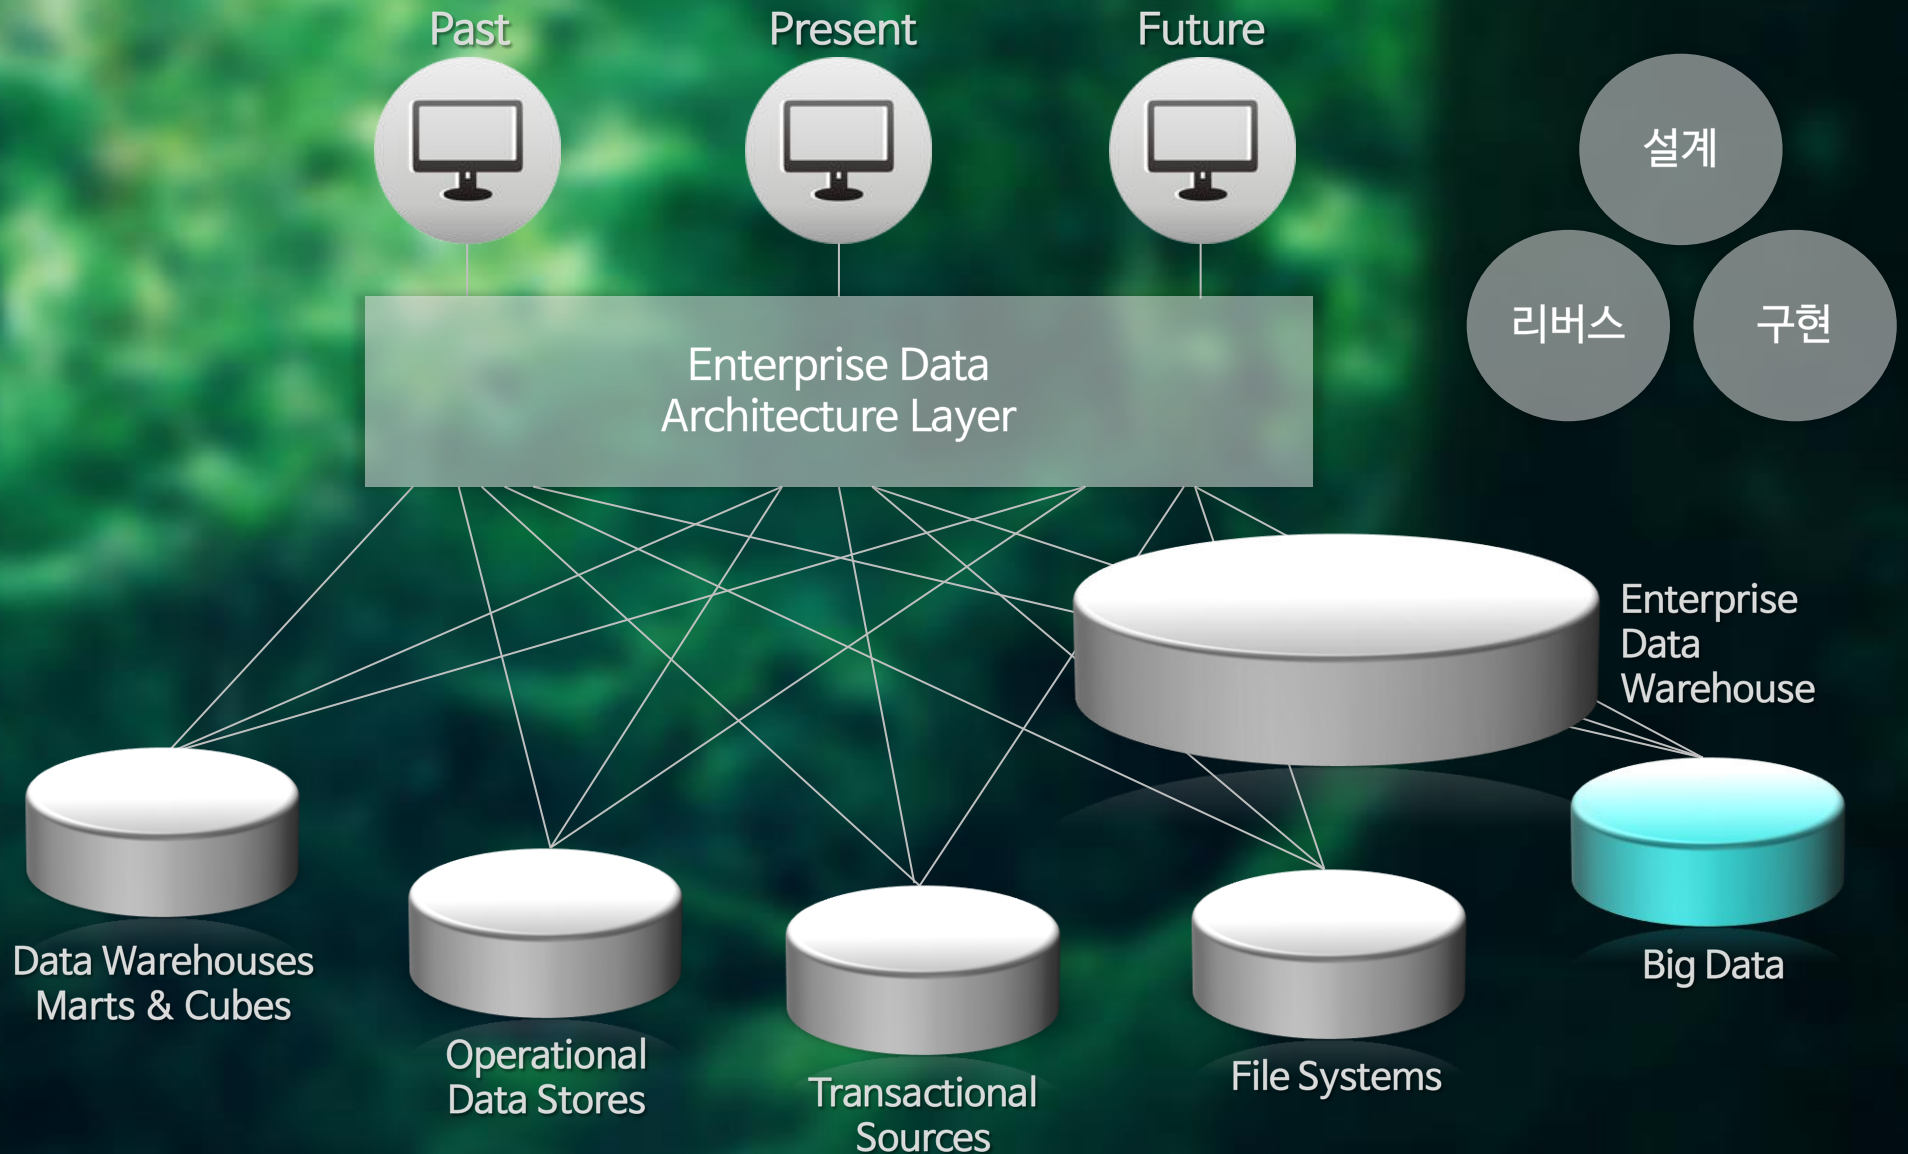 Past
Present
Future
설계
리버스
구현
Enterprise Data
Architecture Layer
Enterprise
Data
Warehouse
Data Warehouses
Marts & Cubes
Operational
Data Stores
Transactional
Sources
File Systems
Big Data